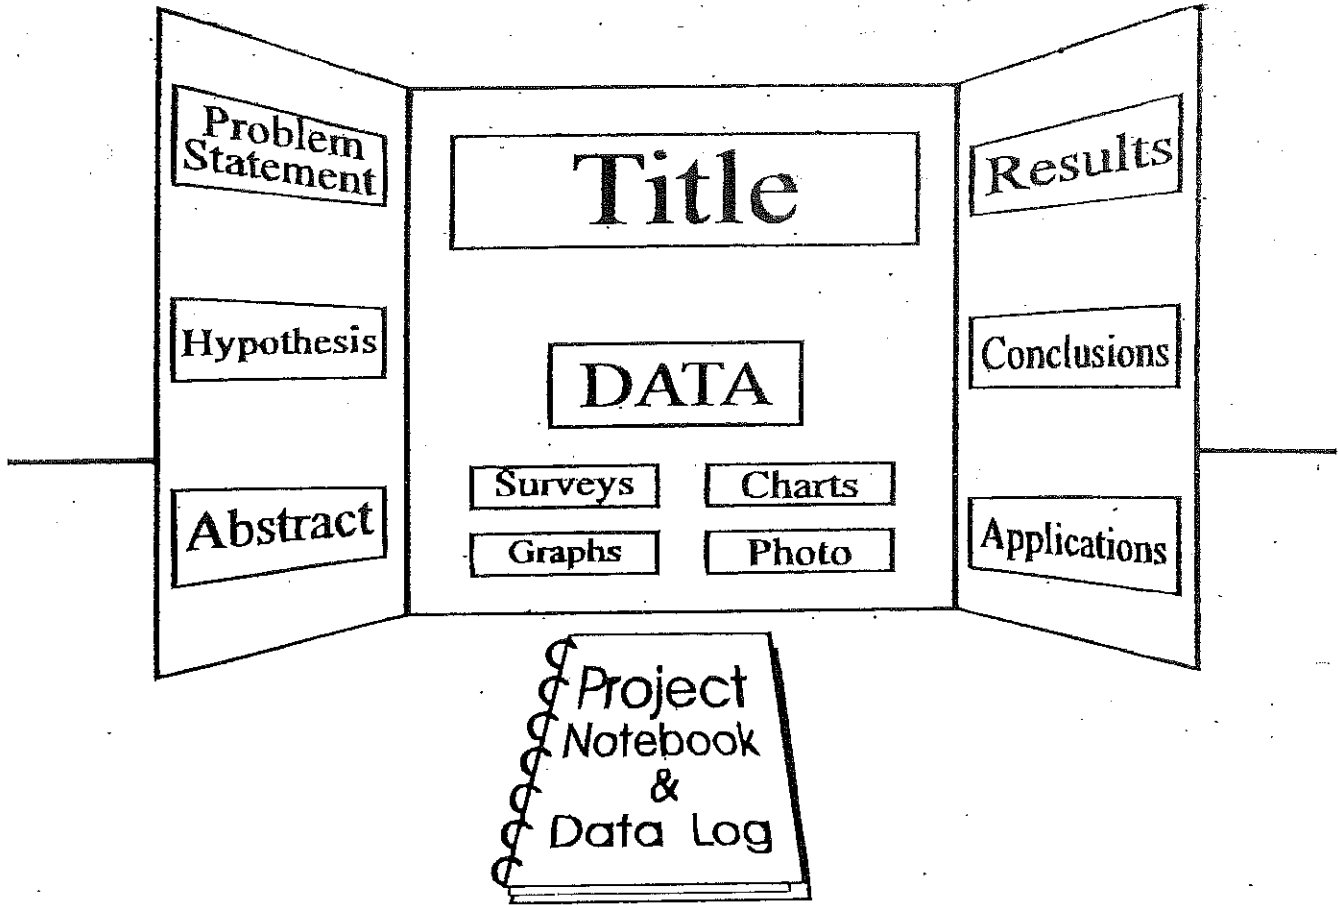 Problem
Statement
Hypothesis
Abstract
Title
DATA
Surveys
Charts
Graphs
Photo
Results
Conclusions
Applications
Project
Notebook
&
Data Log